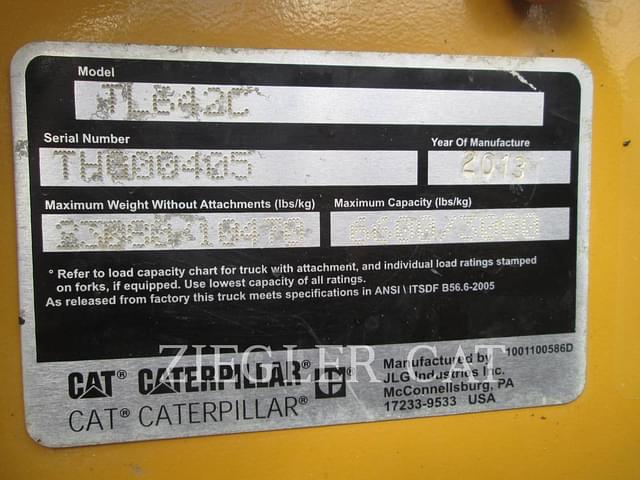 Model
TL642C
Serial Number
Year Of Manufacture
2013
Maximum Weight Without Attachments (lbs/kg)
Maximum Capacity (lbs/kg)
6600/3000
° Refer to load capacity chart for truck with attachment, and individual load ratings stamped
on forks, if equipped. Use lowest capacity of all ratings.
As released from factory this truck meets specifications in ANSI \ ITSDF B56.6-2005
ZIEGLER CAT
CAT® CATERPILLAR®
CAT® CATERPILLAR®
Manufactured by
1001100586D
JLG Industries Inc.
McConnellsburg, PA
17233-9533 USA